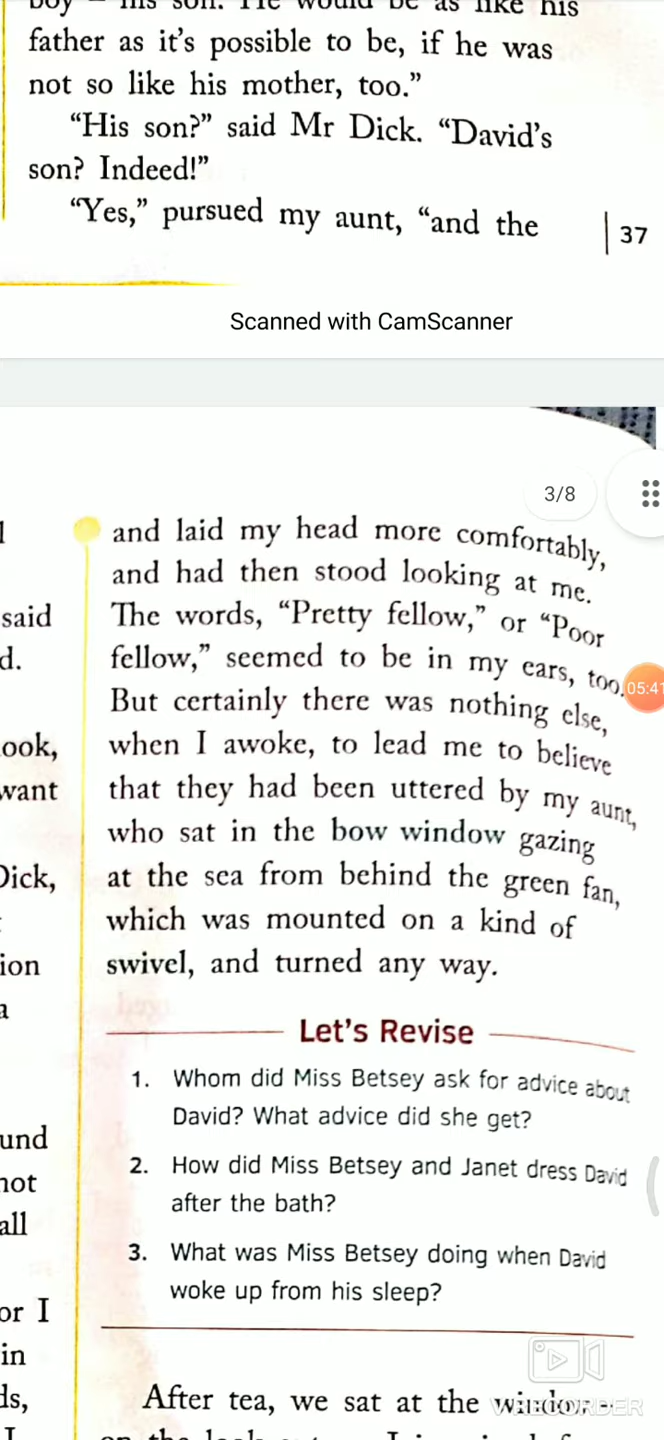 father as it's possible to be, if he was
not so like his mother, too."
"His son?" said Mr Dick. "David's
son? Indeed!"
"Yes," pursued my aunt, "and the
37
Scanned with CamScanner
3/8
and laid my head more comfortably,
and had then stood looking at me.
The words, "Pretty fellow," or "Poor
fellow," seemed to be in my ears, too.
05:41
But certainly there was nothing else,
when I awoke, to lead me to believe
that they had been uttered by my aunt,
who sat in the bow window gazing
at the sea from behind the green fan,
which was mounted on a kind of
swivel, and turned any way.
said
d.
ook,
want
Dick,
ion
a
und
not
all
or I
in
ds,
Let's Revise
1. Whom did Miss Betsey ask for advice about
David? What advice did she get?
2. How did Miss Betsey and Janet dress David
after the bath?
3. What was Miss Betsey doing when David
woke up from his sleep?
After tea, we sat at the window –
RECORDER